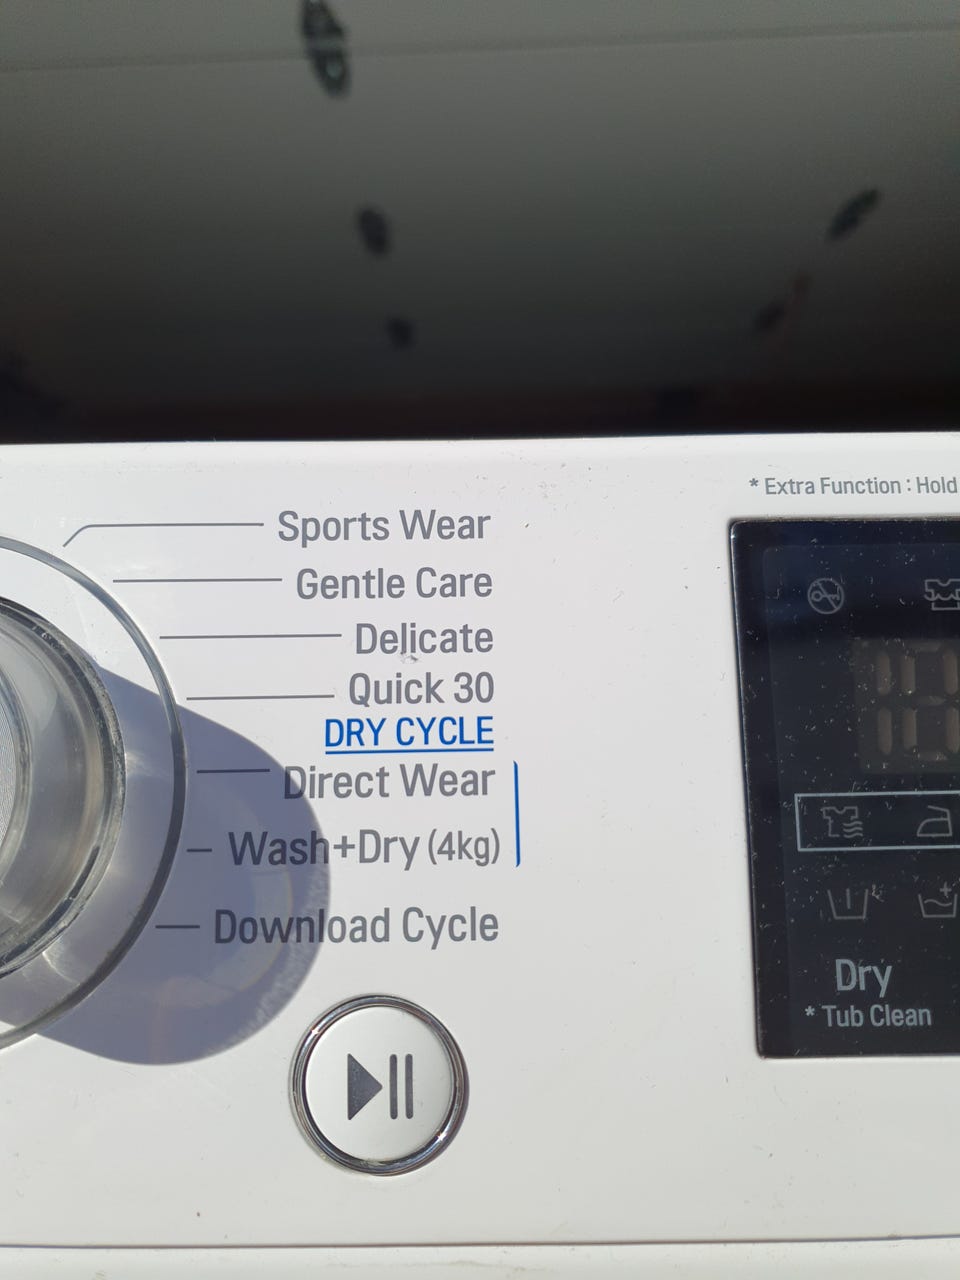 * Extra Function : Hold
Sports Wear
Gentle Care
Delicate
Quick 30
DRY CYCLE
Direct Wear
Wash+Dry (4kg)
Download Cycle
Dry
* Tub Clean